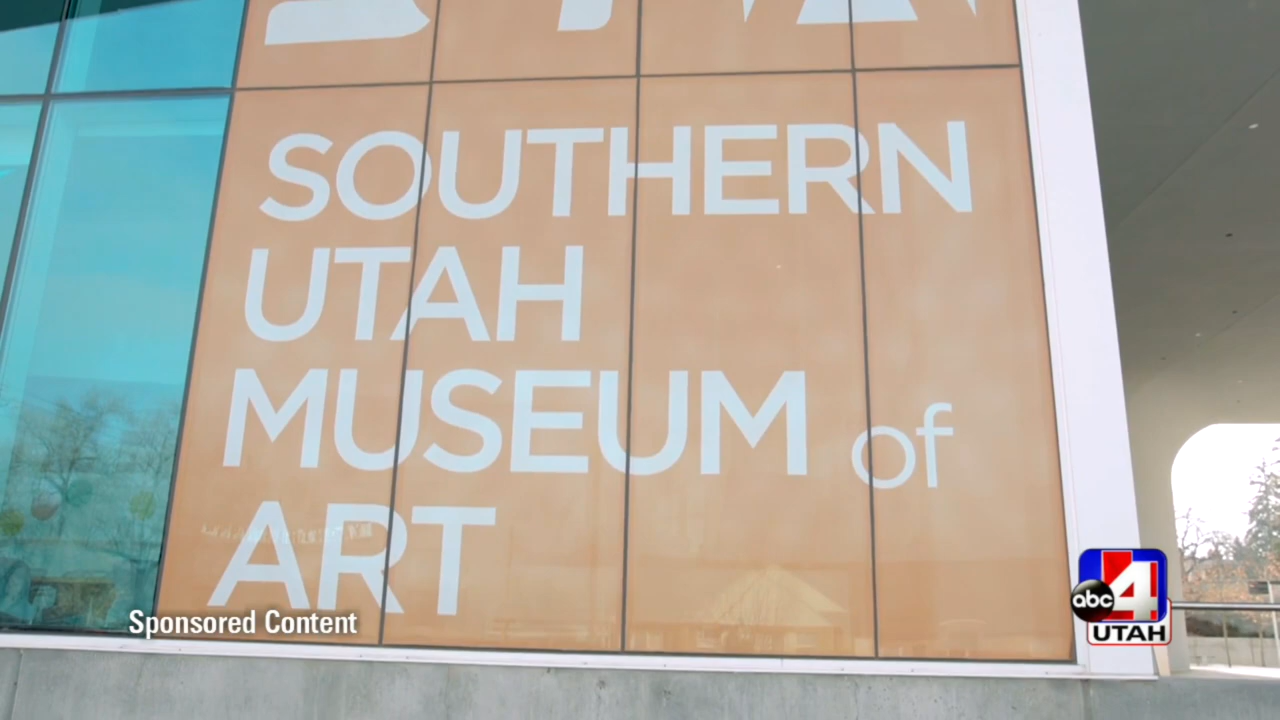 SOUTHERN
UTAH
MUSEUM of
ART
Sponsored Content
abc 4
UTAH